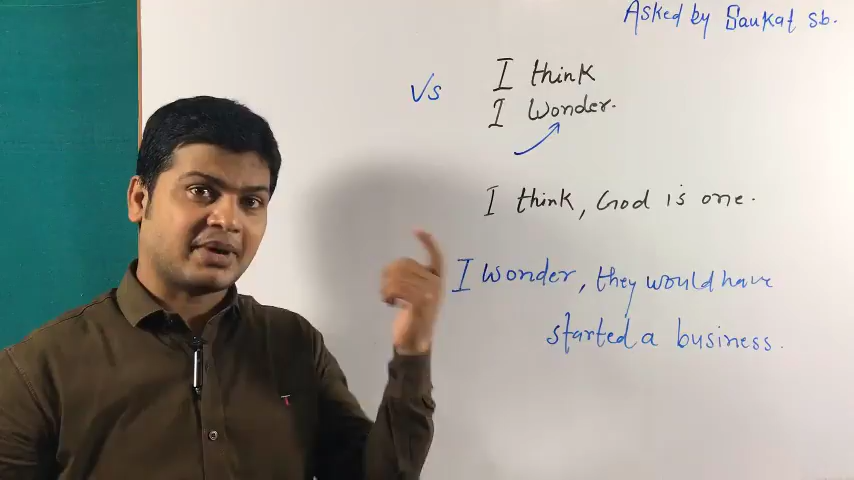 Asked by Saukat sb.
Vs
I think
I Wonder.
I think, God is one.
I wonder, they would have
started a business.